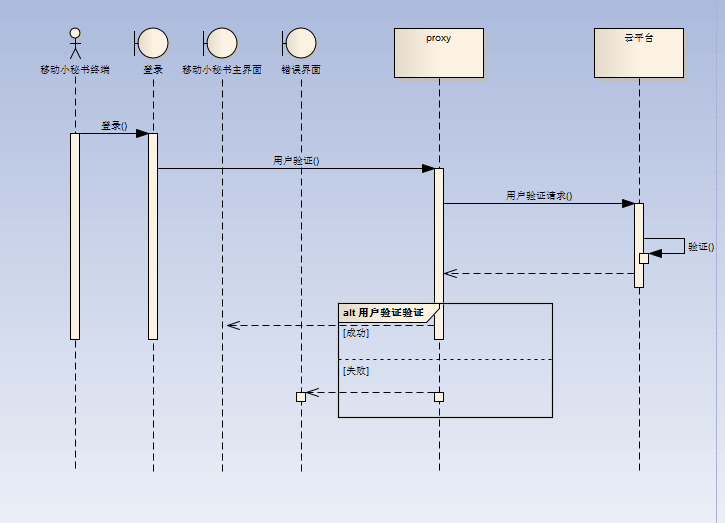 proxy
云平台
移动小秘书终端
登录
移动小秘书主界面
错误界面
登录()
用户验证()
用户验证请求()
验证()
alt 用户验证验证
[成功]
[失败]